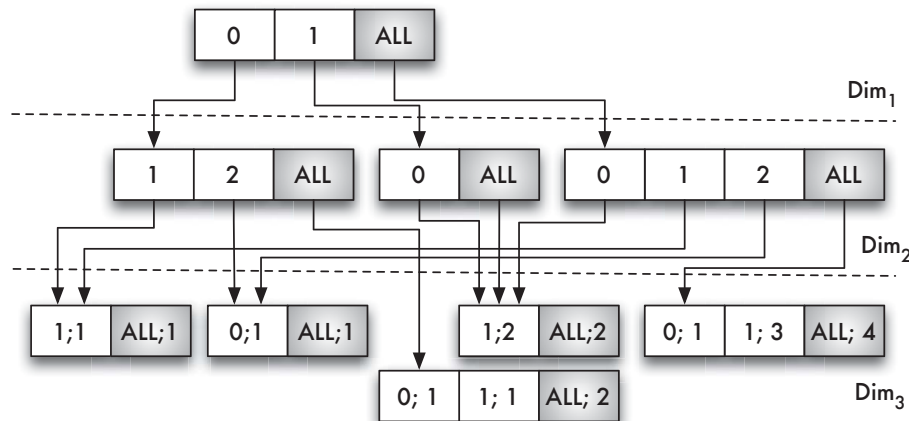 0 1 ALL
Dim1
1 2 ALL 0 ALL 0 1 2 ALL
Dim2
1;1 ALL;1 0;1 ALL;1 1;2 ALL;2 0; 1 1; 3 ALL; 4
0; 1 1; 1 ALL; 2
Dim3